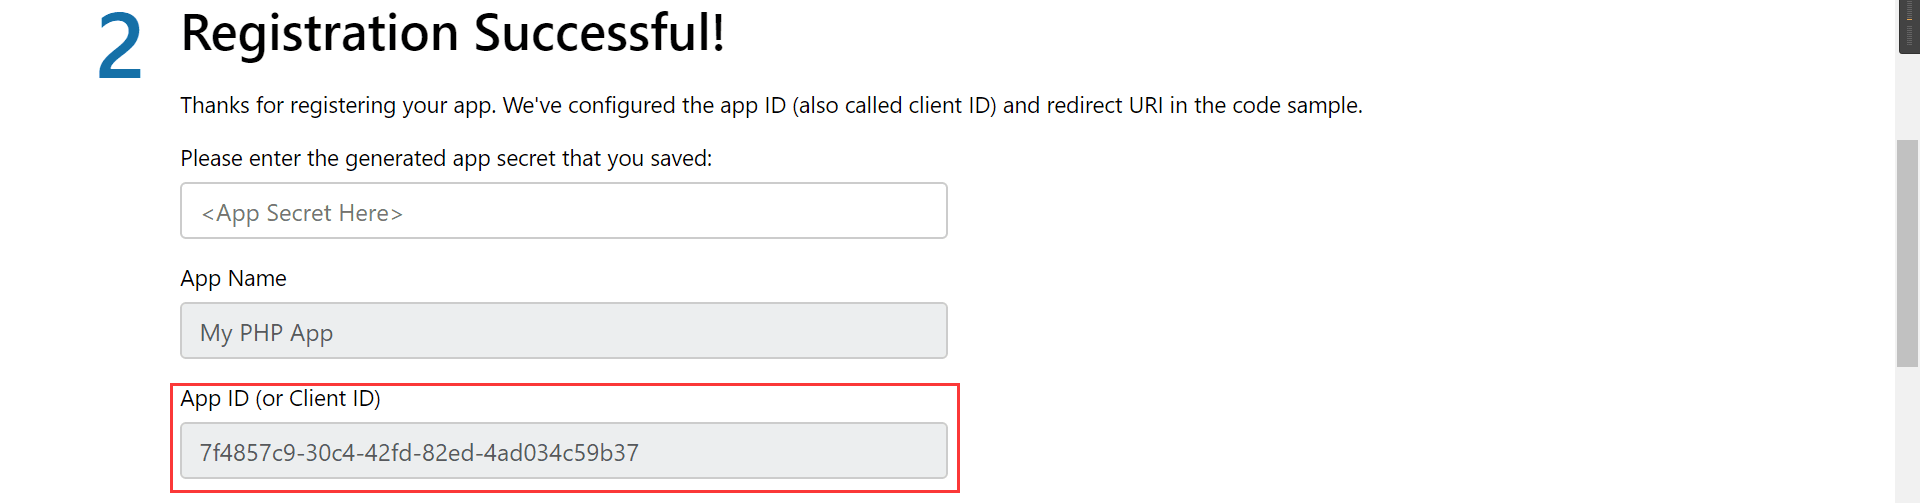 2
Registration Successful!
Thanks for registering your app. We've configured the app ID (also called client ID) and redirect URI in the code sample.
Please enter the generated app secret that you saved:
<App Secret Here>
App Name
My PHP App
App ID (or Client ID)
7f4857c9-30c4-42fd-82ed-4ad034c59b37